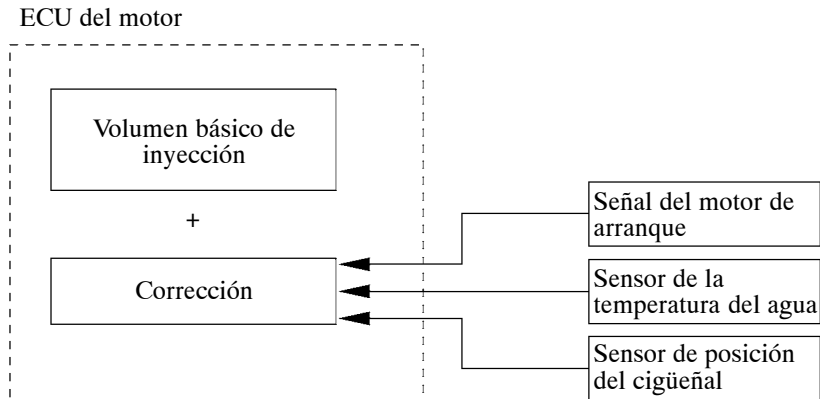 ECU del motor
Volumen básico de
inyección
+
Corrección
Señal del motor de
arranque
Sensor de la
temperatura del agua
Sensor de posición
del cigüeñal